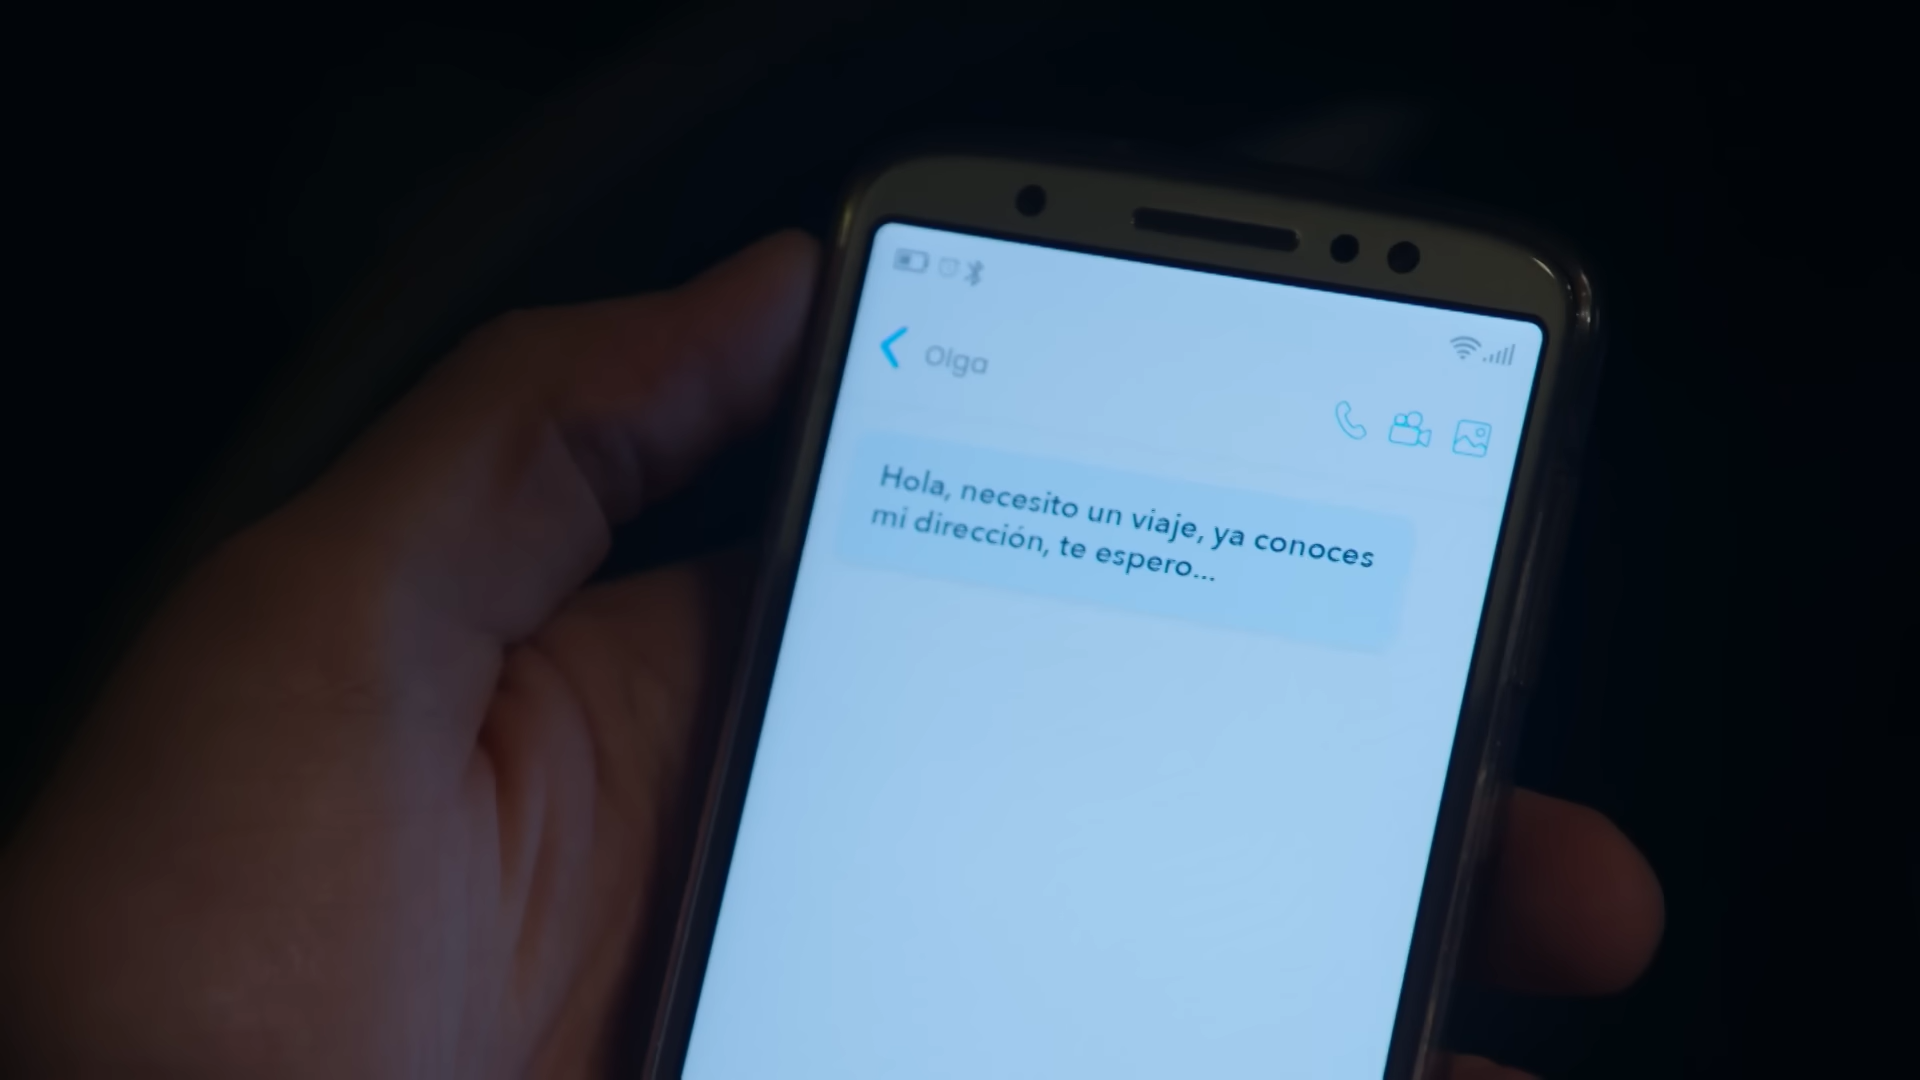 Olga
Hola, necesito un viaje, ya conoces
mi dirección, te espero...